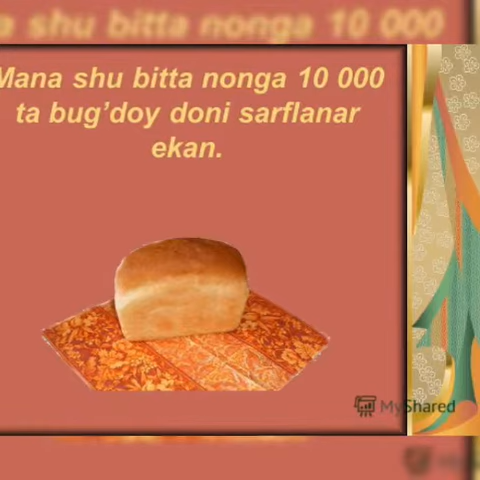 a shu bitta nonga 10 000
Mana shu bitta nonga 10 000
ta bug’doy doni sarflanar
ekan.
MyShared